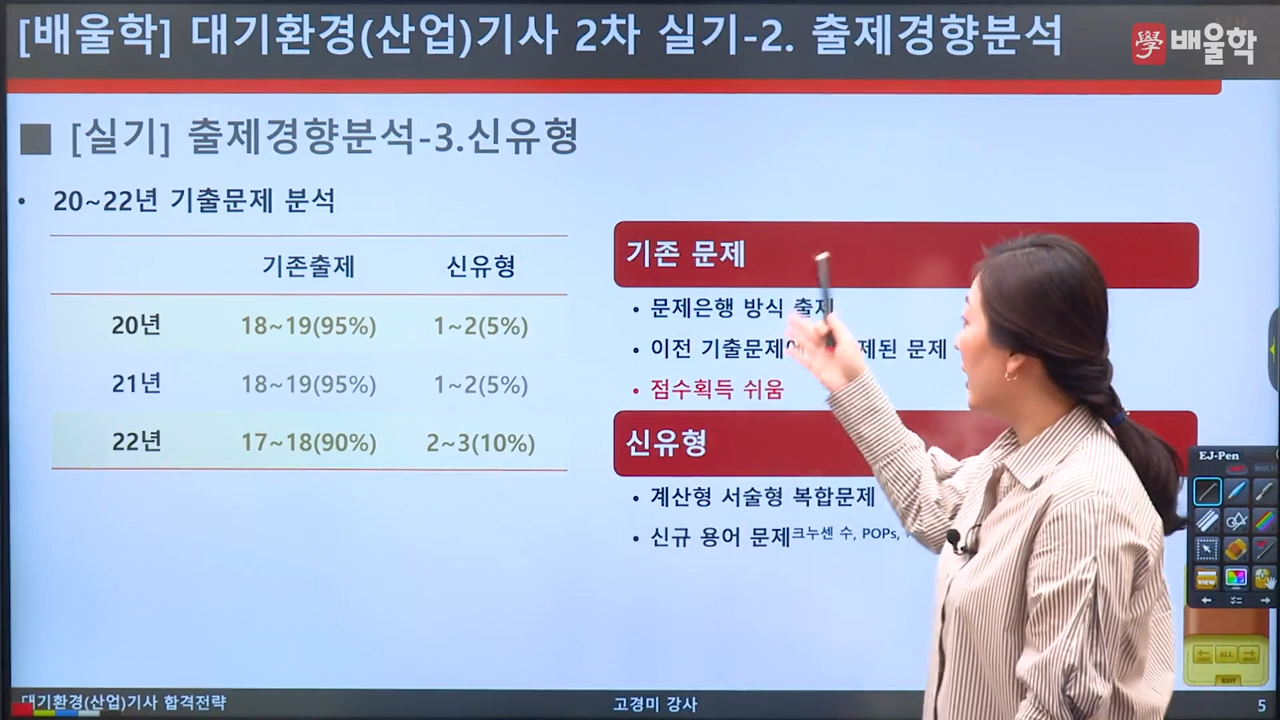 [배울학] 대기환경(산업)기사 2차 실기-2. 출제경향분석
學 배울학
■ [실기] 출제경향분석-3.신유형
• 20~22년 기출문제 분석
기존출제 신유형
20년 18~19(95%) 1~2(5%)
21년 18~19(95%) 1~2(5%)
22년 17~18(90%) 2~3(10%)
기존 문제
• 문제은행 방식 출제
• 이전 기출문제에 제된 문제
• 점수획득 쉬움
신유형
• 계산형 서술형 복합문제
• 신규 용어 문제크누센 수, POPs,
EJ-Pen
VIEW
ALL
EXIT
대기환경(산업)기사 합격전략
고경미 강사
5